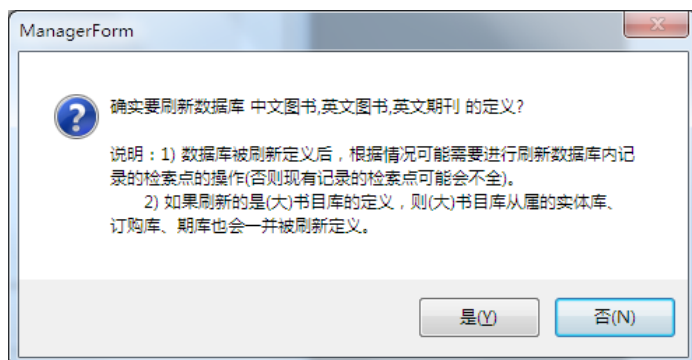 ManagerForm
确实要刷新数据库 中文图书,英文图书,英文期刊 的定义?
说明：1) 数据库被刷新定义后，根据情况可能需要进行刷新数据库内记
录的检索点的操作(否则现有记录的检索点可能会不全)。
2) 如果刷新的是(大)书目库的定义，则(大)书目库从属的实体库、
订购库、期库也会一并被刷新定义。
是(Y)
否(N)